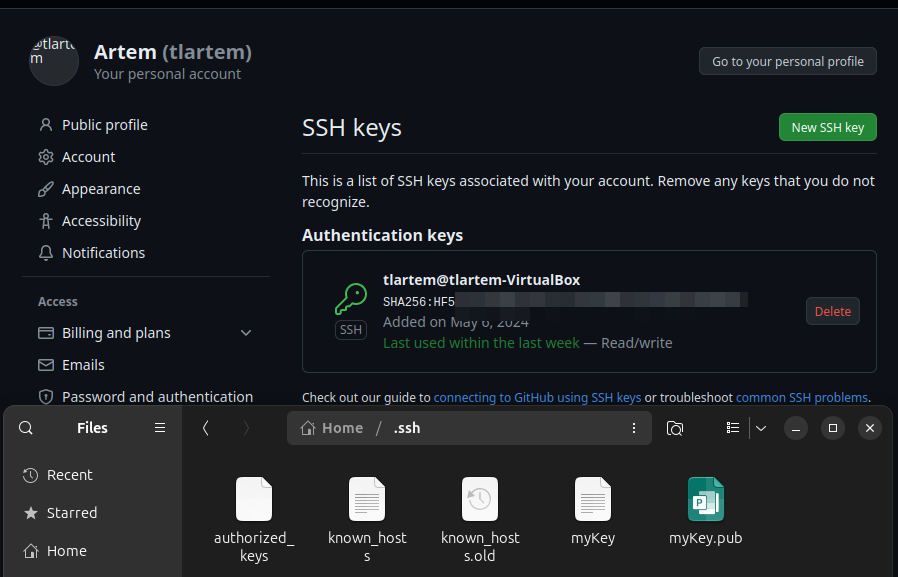 @tlarte
m
Artem (tlartem)
Your personal account
Go to your personal profile
Public profile
Account
Appearance
Accessibility
Notifications
Access
Billing and plans
Emails
Password and authentication
SSH keys
New SSH key
This is a list of SSH keys associated with your account. Remove any keys that you do not
recognize.
Authentication keys
tlartem@tlartem-VirtualBox
SHA256:HF5
SSH
Added on May 6, 2024
Last used within the last week — Read/write
Delete
Check out our guide to connecting to GitHub using SSH keys or troubleshoot common SSH problems.
Files
Home / .ssh
Recent
Starred
Home
authorized_
keys
known_host
s
known_host
s.old
myKey
P
myKey.pub